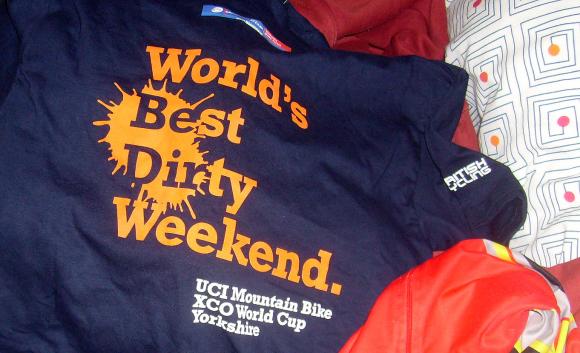 World's
Best
Dirty
Weekend.
UCI Mountain Bike
XCO World Cup
Yorkshire